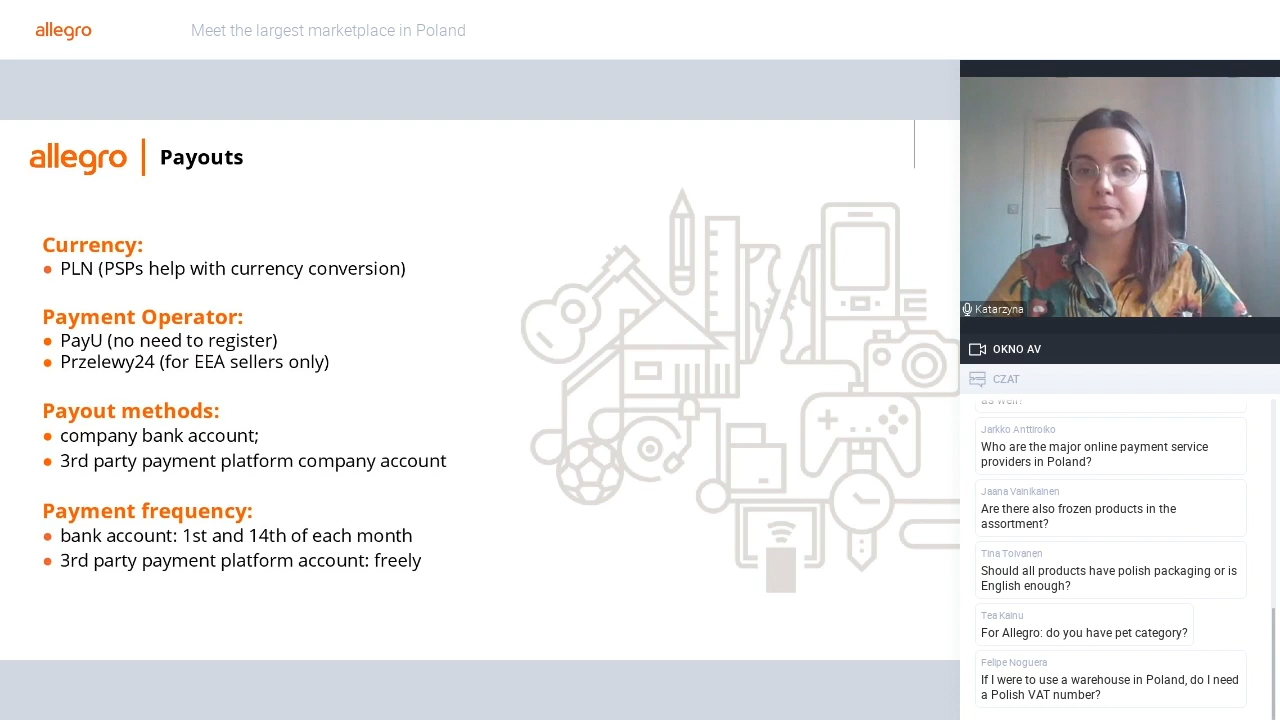 allegro
Meet the largest marketplace in Poland
allegro
Payouts
Currency:
PLN (PSPs help with currency conversion)
Payment Operator:
PayU (no need to register)
Przelewy24 (for EEA sellers only)
Payout methods:
company bank account;
3rd party payment platform company account
Payment frequency:
bank account: 1st and 14th of each month
3rd party payment platform account: freely
Katarzyna
OKNO AV
CZAT
as well?
Jarkko Anttiroiko
Who are the major online payment service
providers in Poland?
Jaana Vainikainen
Are there also frozen products in the
assortment?
Tina Toivanen
Should all products have polish packaging or is
English enough?
Tea Kainu
For Allegro: do you have pet category?
Felipe Noguera
If I were to use a warehouse in Poland, do I need
a Polish VAT number?